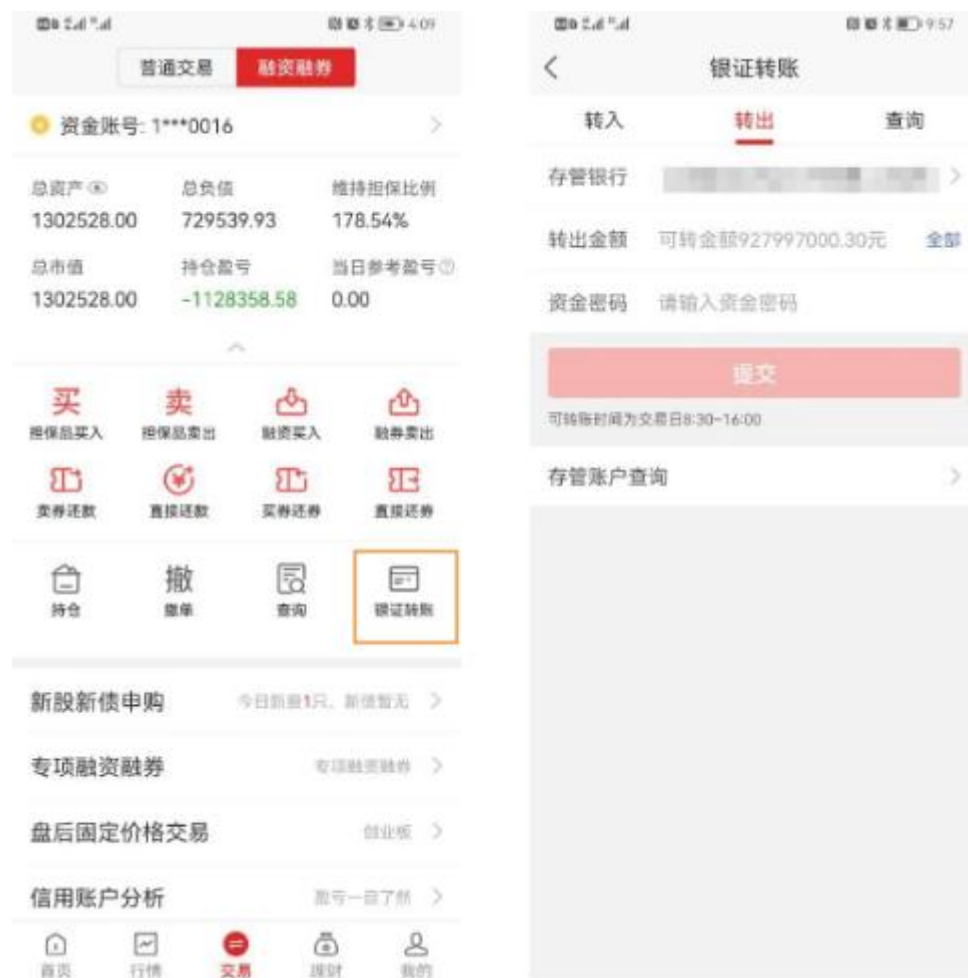 4:09
普通交易 融资融券
资金账号: 1***0016
总资产 总负债 维持担保比例
1302528.00 729539.93 178.54%
总市值 持仓盈亏 当日参考盈亏
1302528.00 -1128358.58 0.00
买 卖
担保品买入 担保品卖出 融资买入 融券卖出
卖券还款 直接还款 买券还券 直接还券
撤
持仓 撤单 查询 银证转账
新股新债申购 今日新股1只, 新债暂无
专项融资融券 专项融资融券
盘后固定价格交易 创业板
信用账户分析 盈亏一目了然
首页 行情 交易 理财 我的
9:57
银证转账
转入 转出 查询
存管银行
转出金额 可转金额927997000.30元 全部
资金密码 请输入资金密码
提交
可转账时间为交易日8:30-16:00
存管账户查询